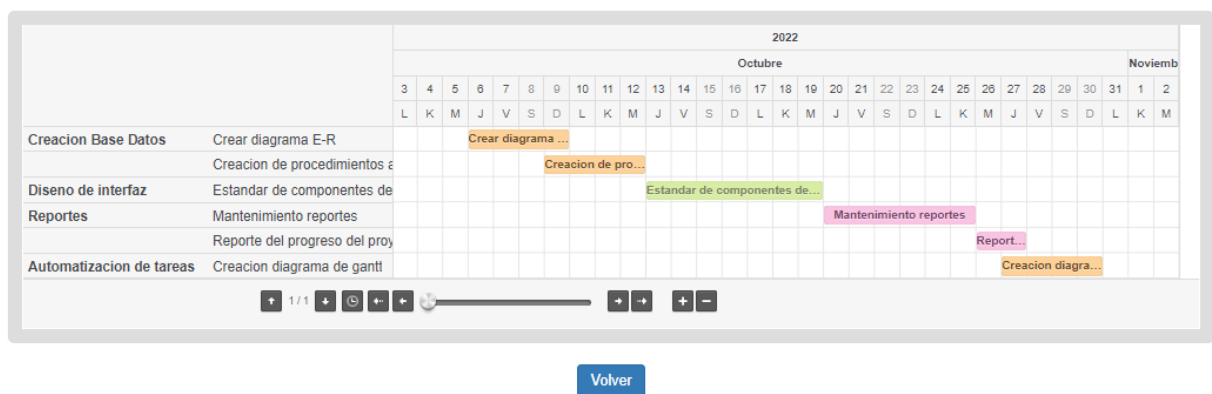 2022
Octubre Noviemb
3 4 5 6 7 8 9 10 11 12 13 14 15 16 17 18 19 20 21 22 23 24 25 26 27 28 29 30 31 1 2
L K M J V S D L K M J V S D L K M J V S D L K M J V S D L K M
Creacion Base Datos Crear diagrama E-R Crear diagrama ...
Creacion de procedimientos a Creacion de pro...
Diseno de interfaz Estandar de componentes de Estandar de componentes de...
Reportes Mantenimiento reportes Mantenimiento reportes
Reporte del progreso del proy Report...
Automatizacion de tareas Creacion diagrama de gantt Creacion diagra...
1/1
Volver